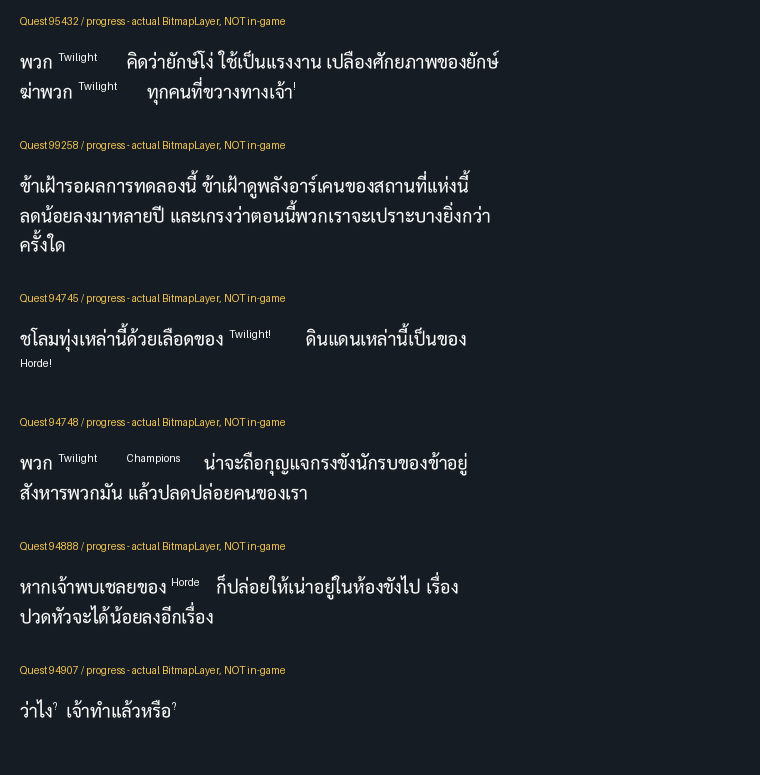 Quest 95432 / progress - actual BitmapLayer, NOT in-game
พวก Twilight คิดว่ายักษ์โง่ ใช้เป็นแรงงาน เปลืองศักยภาพของยักษ์
ฆ่าพวก Twilight ทุกคนที่ขวางทางเจ้า!
Quest 99258 / progress - actual BitmapLayer, NOT in-game
ข้าเฝ้ารอผลการทดลองนี้ ข้าเฝ้าดูพลังอาร์เคนของสถานที่แห่งนี้
ลดน้อยลงมาหลายปี และเกรงว่าตอนนี้พวกเราจะเปราะบางยิ่งกว่า
ครั้งใด
Quest 94745 / progress - actual BitmapLayer, NOT in-game
ชโลมทุ่งเหล่านี้ด้วยเลือดของ Twilight! ดินแดนเหล่านี้เป็นของ
Horde!
Quest 94748 / progress - actual BitmapLayer, NOT in-game
พวก Twilight Champions น่าจะถือกุญแจกรงขังนักรบของข้าอยู่
สังหารพวกมัน แล้วปลดปล่อยคนของเรา
Quest 94888 / progress - actual BitmapLayer, NOT in-game
หากเจ้าพบเชลยของ Horde ก็ปล่อยให้เน่าอยู่ในห้องขังไป เรื่อง
ปวดหัวจะได้น้อยลงอีกเรื่อง
Quest 94907 / progress - actual BitmapLayer, NOT in-game
ว่าไง? เจ้าทำแล้วหรือ?